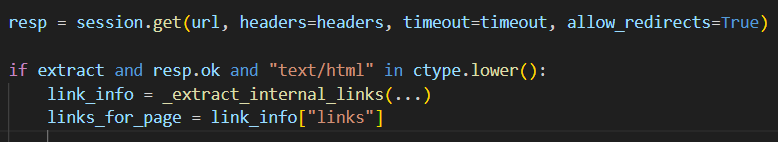 resp = session.get(url, headers=headers, timeout=timeout, allow_redirects=True)
if extract and resp.ok and "text/html" in ctype.lower():
link_info = _extract_internal_links(...)
links_for_page = link_info["links"]